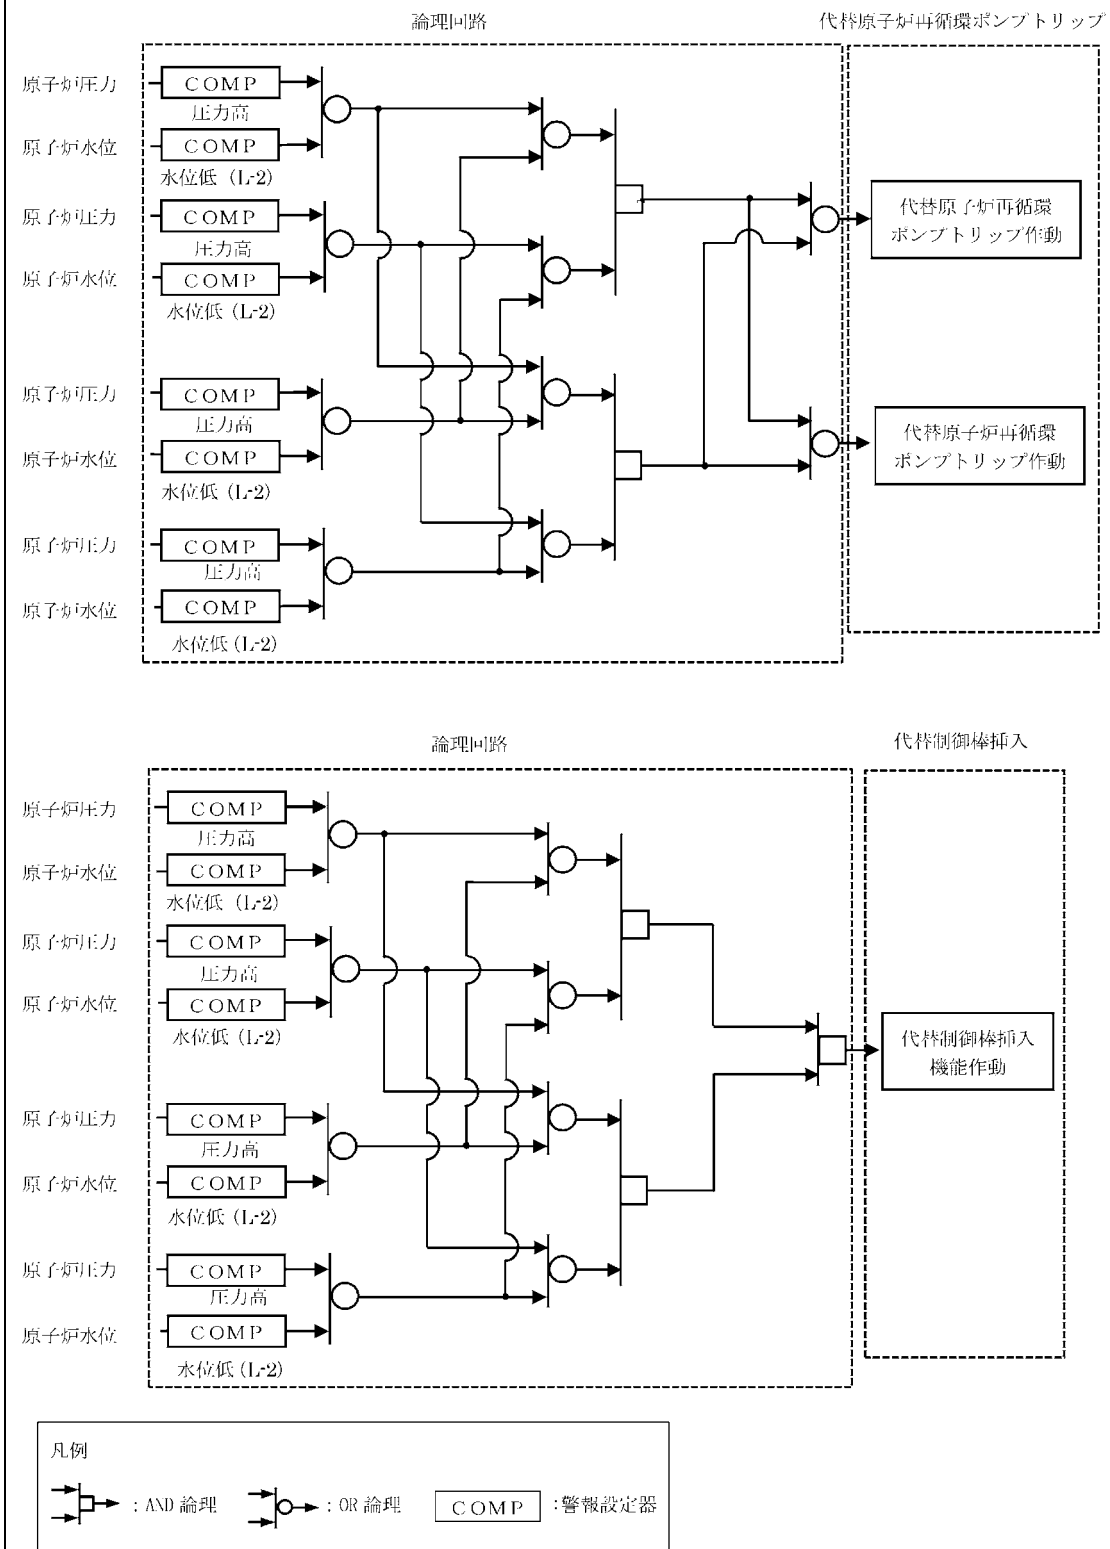 論理回路
代替原子炉再循環ポンプトリップ
原子炉圧力
COMP
圧力高
原子炉水位
COMP
水位低 (L-2)
原子炉圧力
COMP
圧力高
原子炉水位
COMP
水位低 (L-2)
代替原子炉再循環
ポンプトリップ作動
原子炉圧力
COMP
圧力高
原子炉水位
COMP
水位低 (L-2)
代替原子炉再循環
ポンプトリップ作動
原子炉圧力
COMP
圧力高
原子炉水位
COMP
水位低 (L-2)
論理回路
代替制御棒挿入
原子炉圧力
COMP
圧力高
原子炉水位
COMP
水位低 (L-2)
原子炉圧力
COMP
圧力高
原子炉水位
COMP
水位低 (L-2)
代替制御棒挿入
機能作動
原子炉圧力
COMP
圧力高
原子炉水位
COMP
水位低 (L-2)
原子炉圧力
COMP
圧力高
原子炉水位
COMP
水位低 (L-2)
凡例
: AND 論理
: OR 論理
COMP
:警報設定器